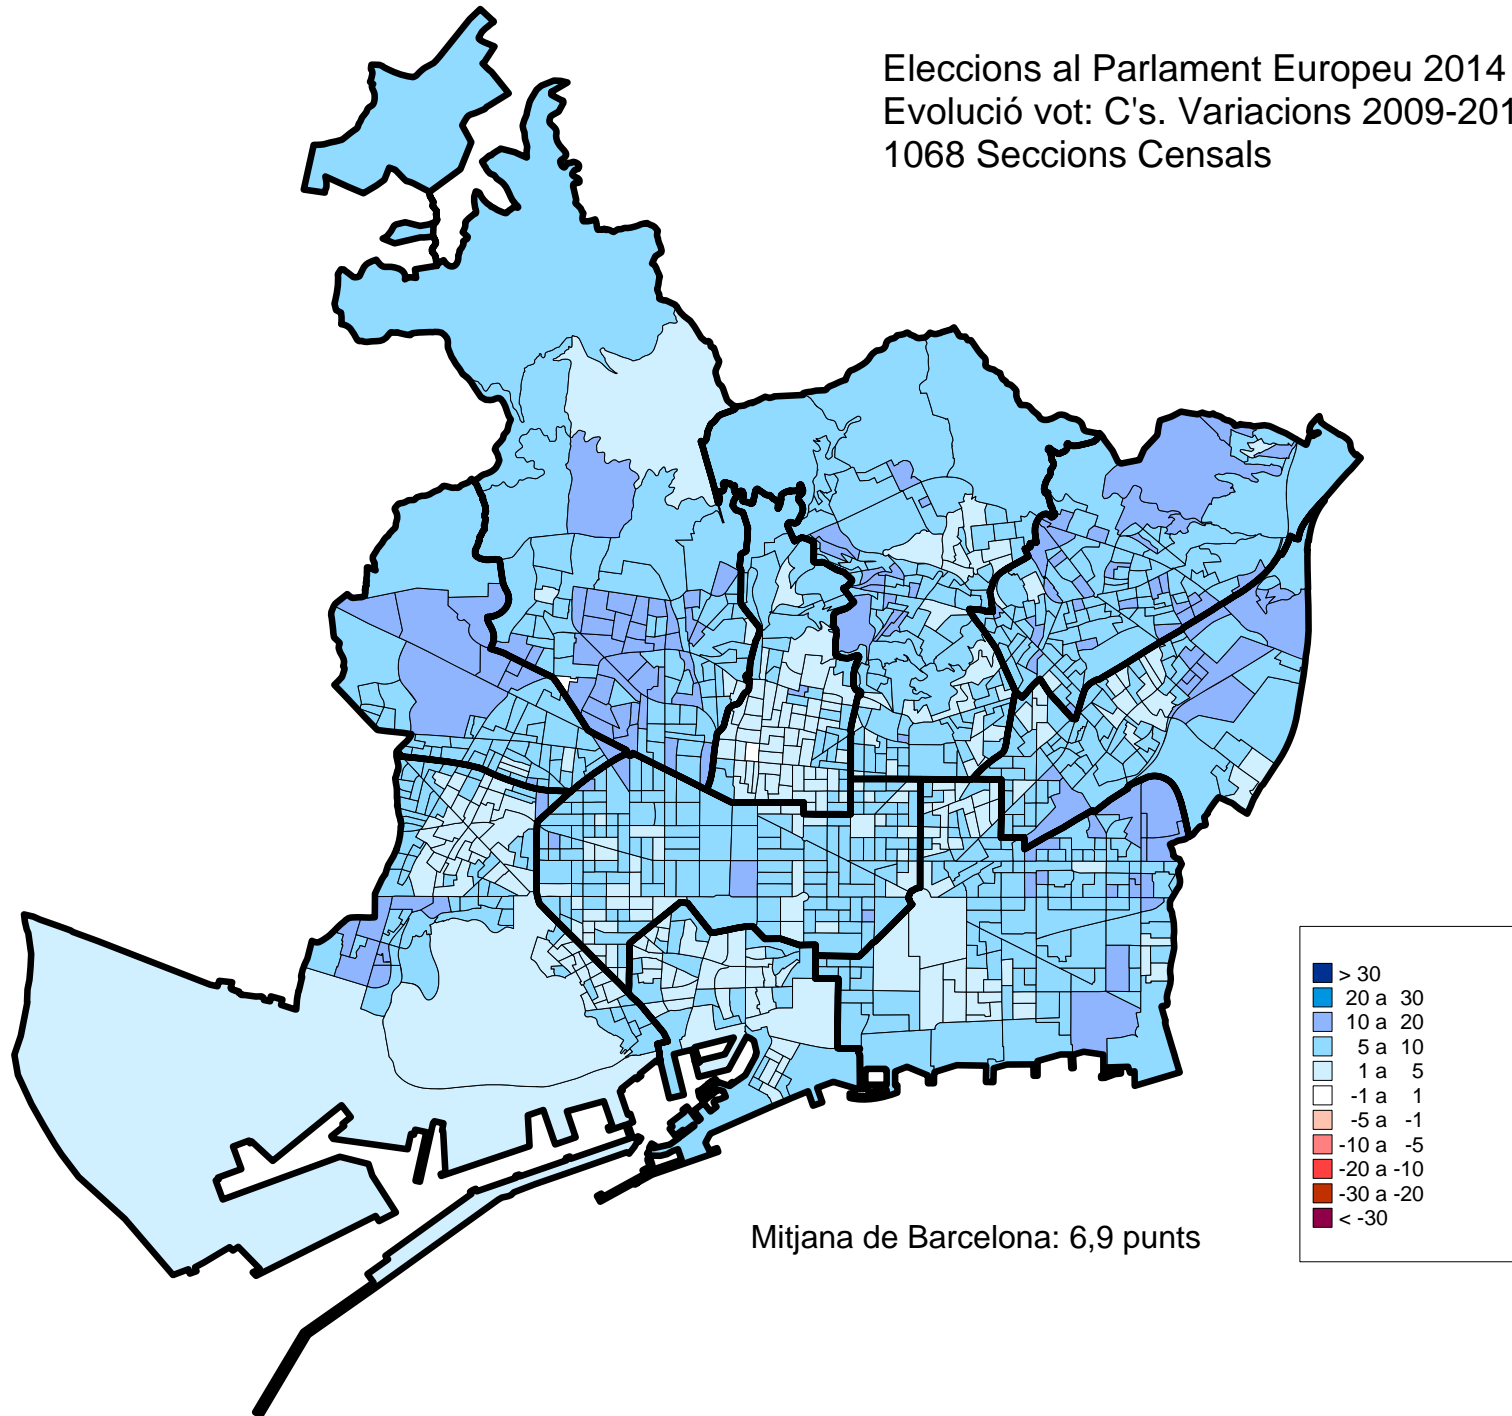 Eleccions al Parlament Europeu 2014
Evolució vot: C's. Variacions 2009-201
1068 Seccions Censals
> 30
20 a 30
10 a 20
5 a 10
1 a 5
-1 a 1
-5 a -1
-10 a -5
-20 a -10
-30 a -20
< -30
Mitjana de Barcelona: 6,9 punts